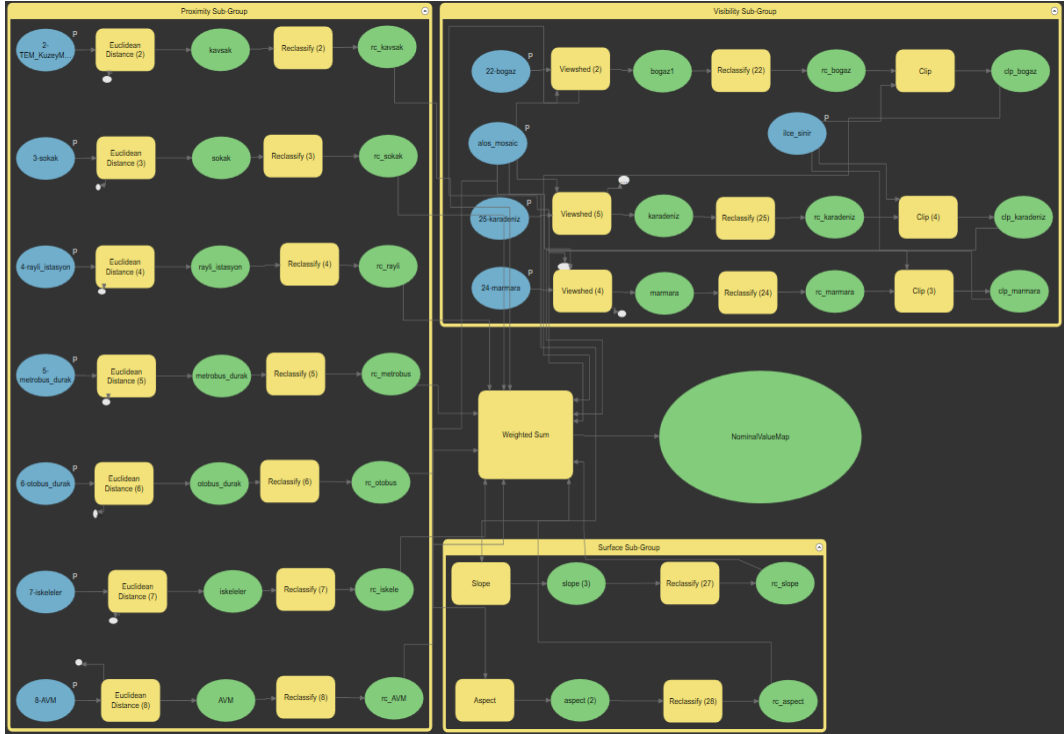 Proximity Sub-Group
2-
TEM_KuzeyM...
P
Euclidean
Distance (2)
kavsak
Reclassify (2)
rc_kavsak
3-sokak
P
Euclidean
Distance (3)
sokak
Reclassify (3)
rc_sokak
4-rayli_istasyon
P
Euclidean
Distance (4)
rayli_istasyon
Reclassify (4)
rc_rayli
5-
metrobus_durak
P
Euclidean
Distance (5)
metrobus_durak
Reclassify (5)
rc_metrobus
6-otobus_durak
P
Euclidean
Distance (6)
otobus_durak
Reclassify (6)
rc_otobus
7-iskeleler
P
Euclidean
Distance (7)
iskeleler
Reclassify (7)
rc_iskele
8-AVM
P
Euclidean
Distance (8)
AVM
Reclassify (8)
rc_AVM
Visibility Sub-Group
22-bogaz
P
Viewshed (2)
bogaz1
Reclassify (22)
rc_bogaz
Clip
clp_bogaz
alos_mosaic
P
ilce_sinir
P
25-karadeniz
P
Viewshed (5)
karadeniz
Reclassify (25)
rc_karadeniz
Clip (4)
clp_karadeniz
24-marmara
P
Viewshed (4)
marmara
Reclassify (24)
rc_marmara
Clip (3)
clp_marmara
Weighted Sum
NominalValueMap
Surface Sub-Group
Slope
slope (3)
Reclassify (27)
rc_slope
Aspect
aspect (2)
Reclassify (28)
rc_aspect